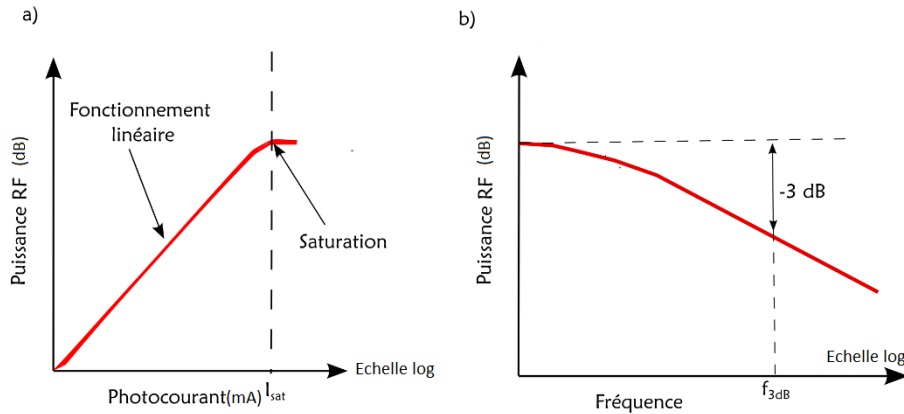 a)
Puissance RF (dB)
Fonctionnement
linéaire
Saturation
Echelle log
Photocourant(mA) Isat
b)
Puissance RF (dB)
-3 dB
Echelle log
Fréquence
f3dB